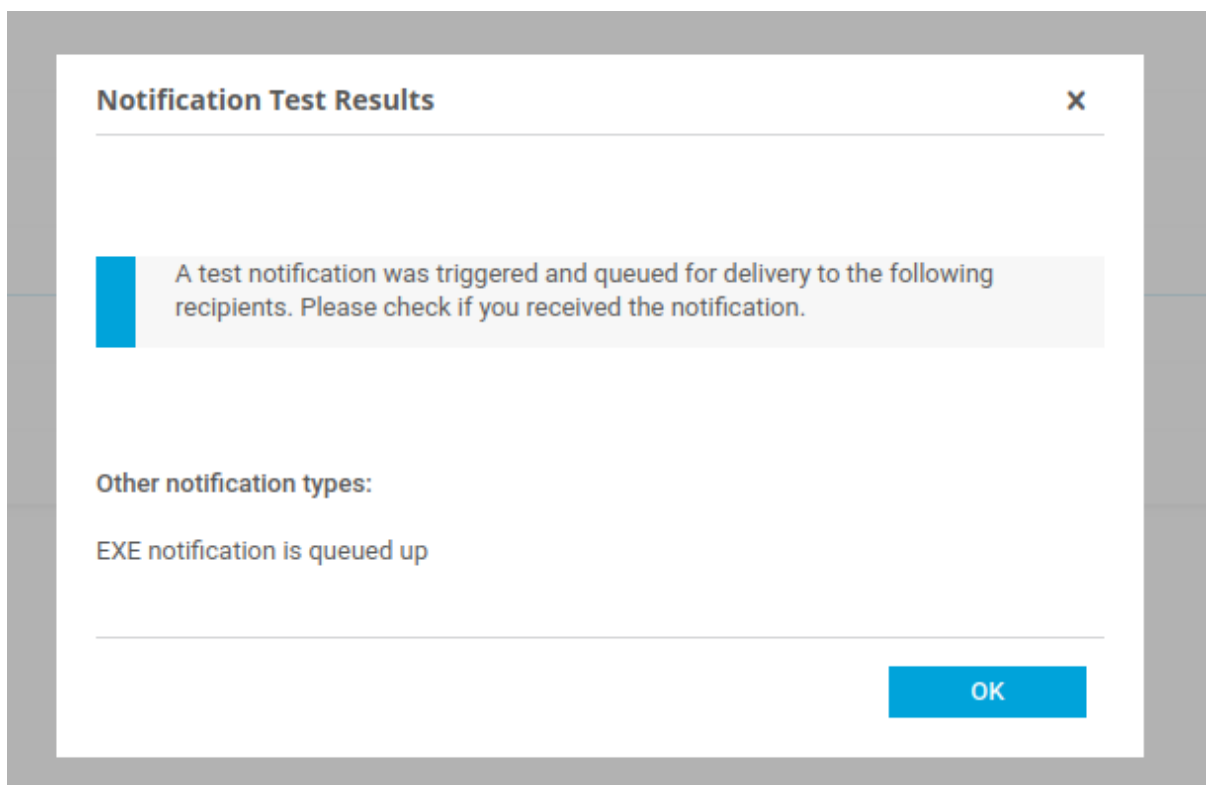 Notification Test Results
A test notification was triggered and queued for delivery to the following
recipients. Please check if you received the notification.
Other notification types:
EXE notification is queued up
OK